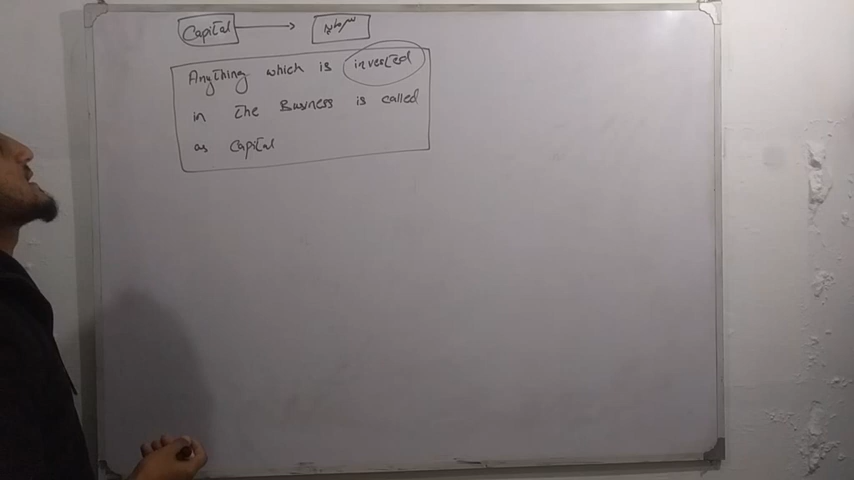 Capital سرمایہ
Anything which is invested
in the Business is called
as Capital